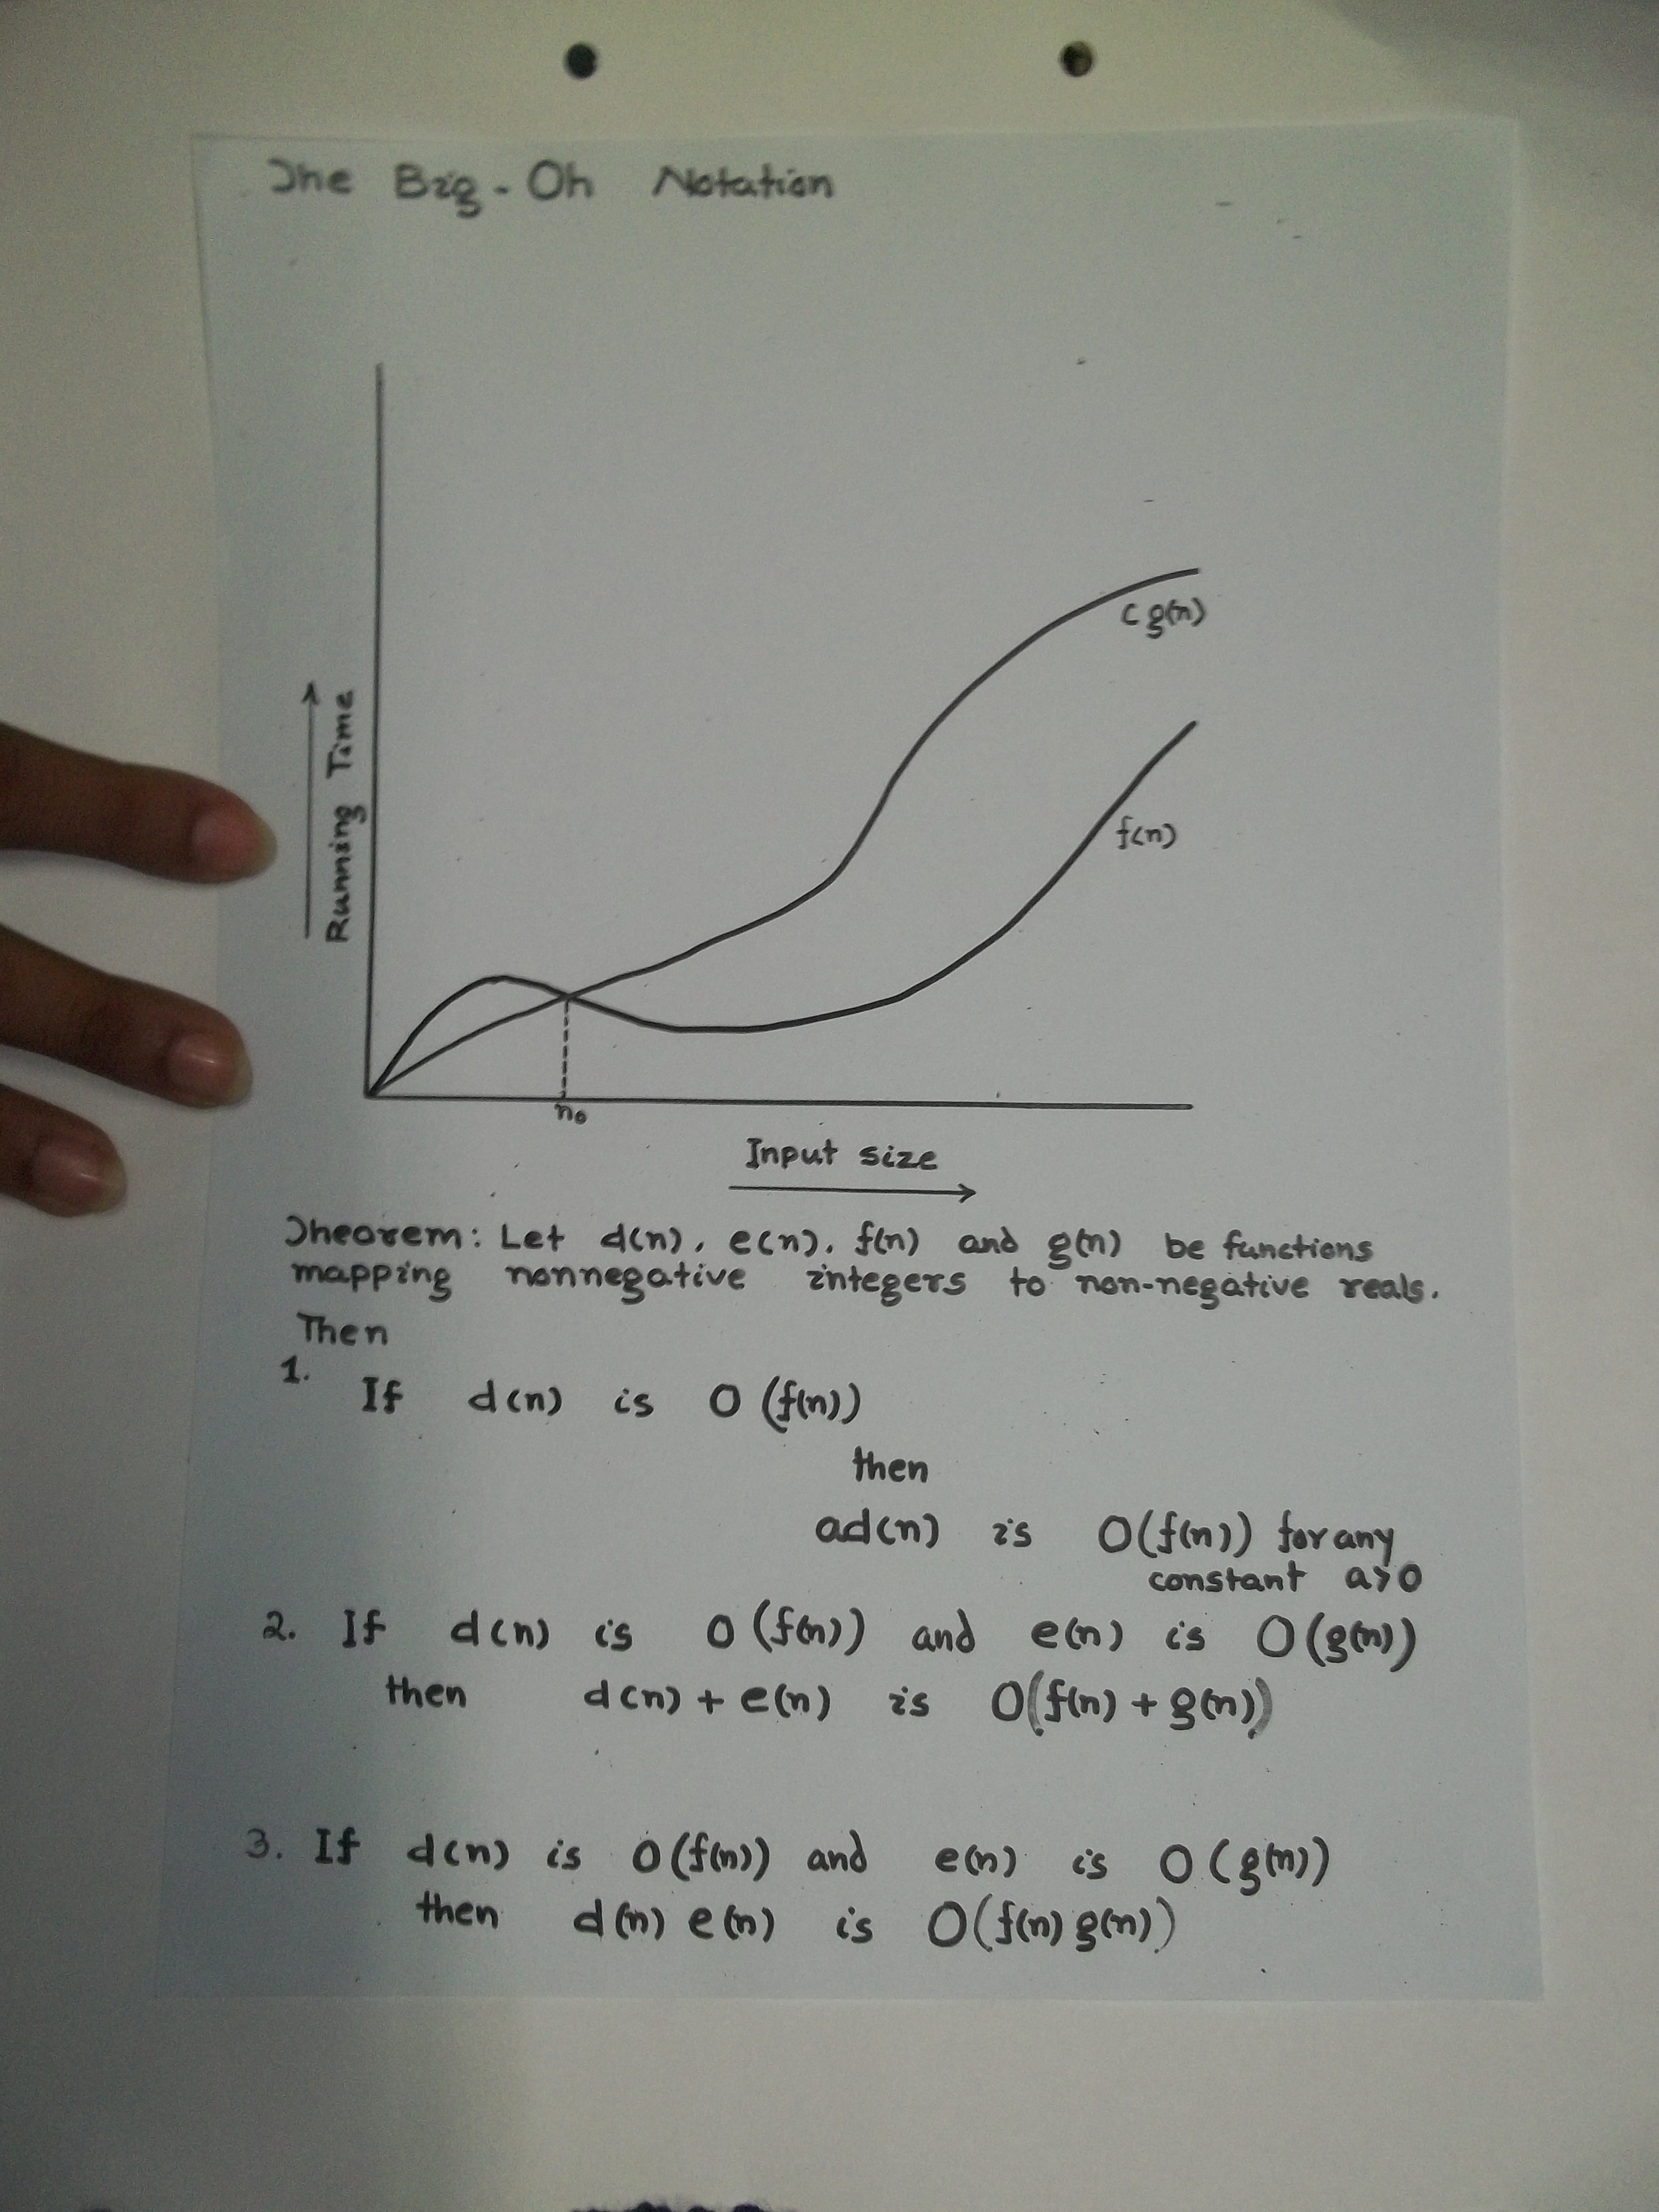 The Big-Oh Notation
c g(n)
f(n)
Running Time
n₀
Input size
Theorem: Let d(n), e(n), f(n) and g(n) be functions
mapping nonnegative integers to non-negative reals.
Then
1.
If d(n) is O(f(n))
then
ad(n) is O(f(n)) for any
constant a>0
2. If d(n) is O(f(n)) and e(n) is O(g(n))
then d(n) + e(n) is O(f(n) + g(n))
3. If d(n) is O(f(n)) and e(n) is O(g(n))
then d(n) e(n) is O(f(n) g(n))